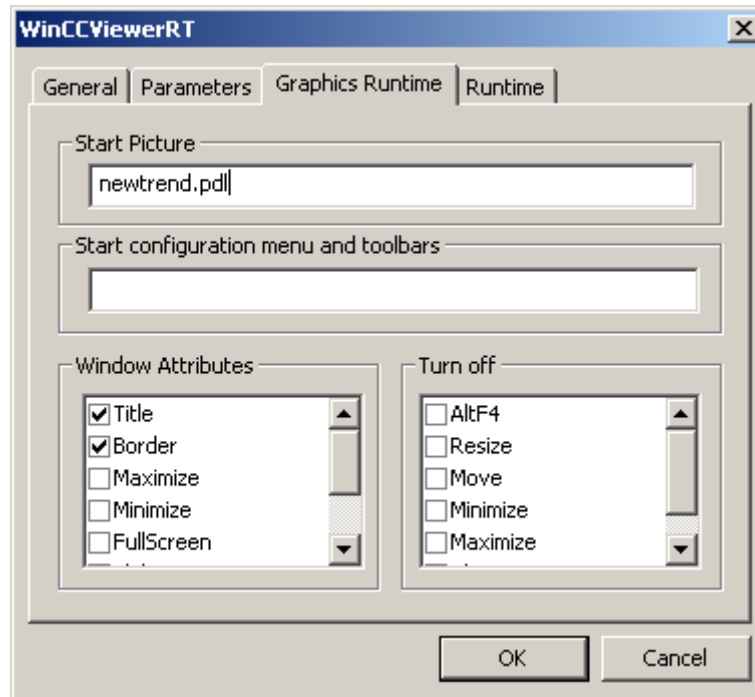 WinCCViewerRT
General Parameters Graphics Runtime Runtime
Start Picture
newtrend.pdl
Start configuration menu and toolbars
Window Attributes
Title
Border
Maximize
Minimize
FullScreen
Turn off
AltF4
Resize
Move
Minimize
Maximize
OK Cancel